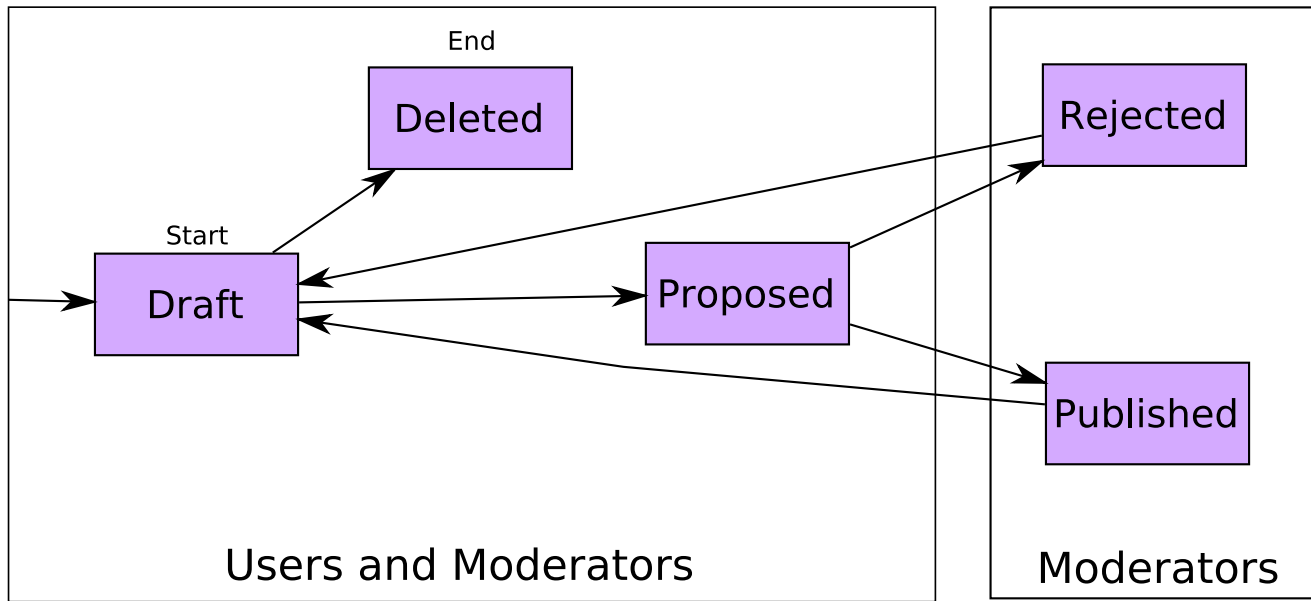 End
Deleted
Rejected
Start
Draft
Proposed
Published
Users and Moderators
Moderators